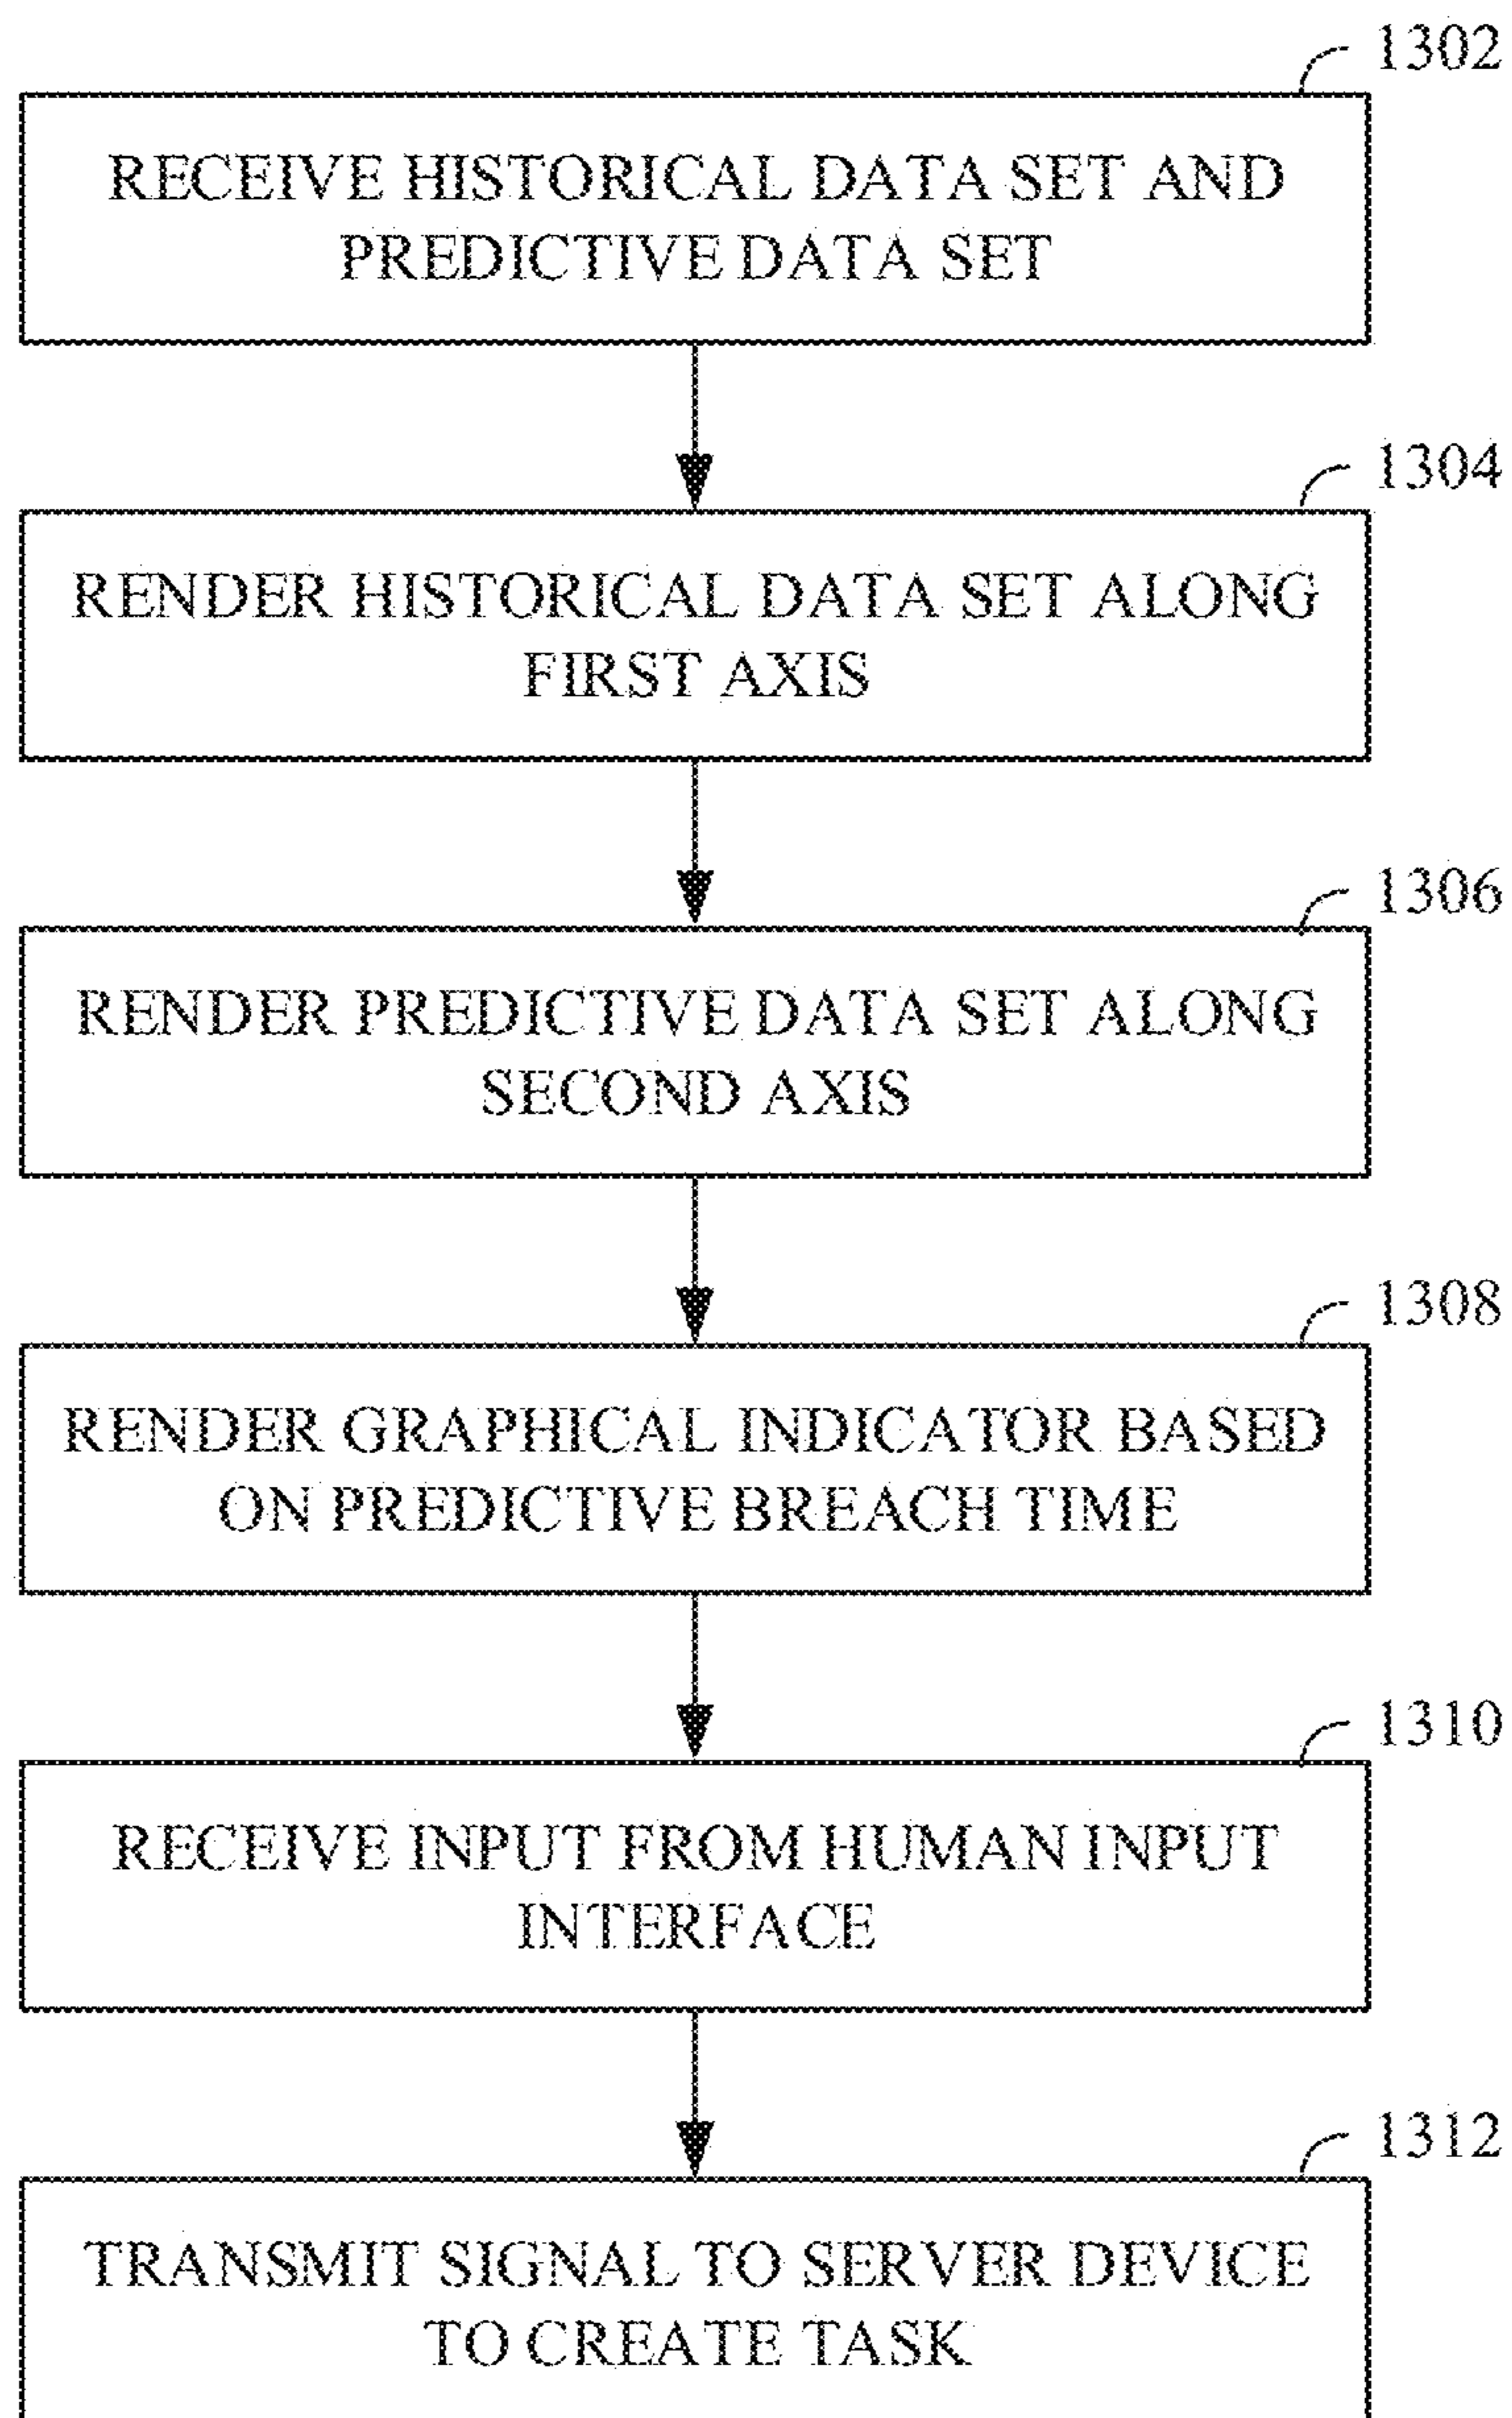 1302
RECEIVE HISTORICAL DATA SET AND
PREDICTIVE DATA SET
1304
RENDER HISTORICAL DATA SET ALONG
FIRST AXIS
1306
RENDER PREDICTIVE DATA SET ALONG
SECOND AXIS
1308
RENDER GRAPHICAL INDICATOR BASED
ON PREDICTIVE BREACH TIME
1310
RECEIVE INPUT FROM HUMAN INPUT
INTERFACE
1312
TRANSMIT SIGNAL TO SERVER DEVICE
TO CREATE TASK